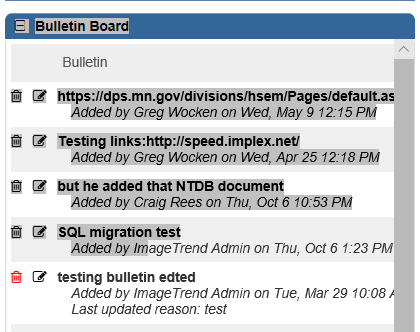 Bulletin Board
Bulletin
https://dps.mn.gov/divisions/hsem/Pages/default.as
Added by Greg Wocken on Wed, May 9 12:15 PM
Testing links:http://speed.implex.net/
Added by Greg Wocken on Wed, Apr 25 12:18 PM
but he added that NTDB document
Added by Craig Rees on Thu, Oct 6 10:53 PM
SQL migration test
Added by ImageTrend Admin on Thu, Oct 6 1:23 PM
testing bulletin edted
Added by ImageTrend Admin on Tue, Mar 29 10:08 A
Last updated reason: test